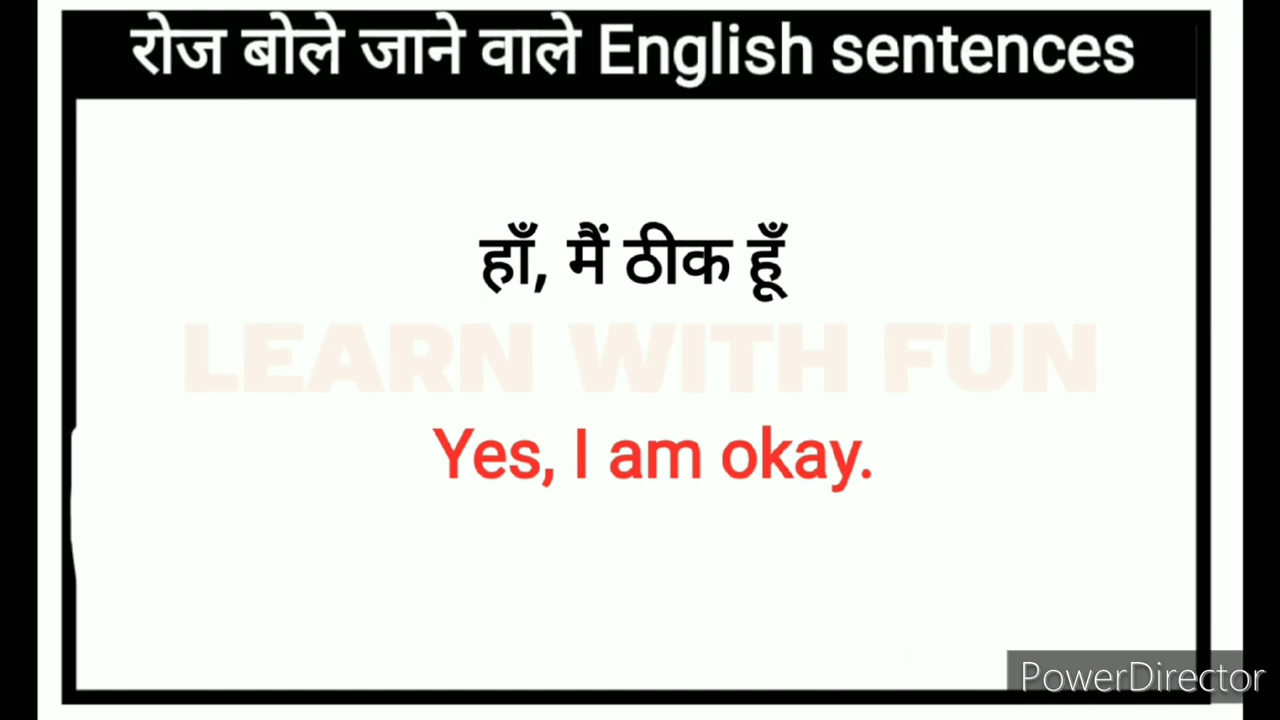 रोज बोले जाने वाले English sentences
हाँ, मैं ठीक हूँ
LEARN WITH FUN
Yes, I am okay.
PowerDirector